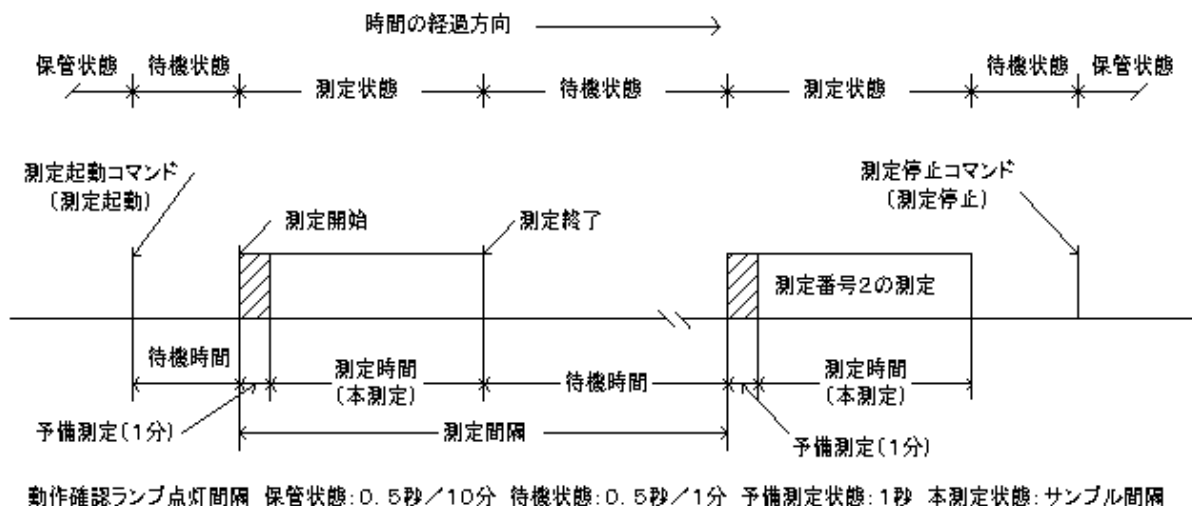 時間の経過方向
保管状態 待機状態 測定状態 待機状態 測定状態 待機状態 保管状態
測定起動コマンド
(測定起動)
測定停止コマンド
(測定停止)
測定開始
測定終了
測定番号2の測定
待機時間
測定時間
(本測定)
待機時間
測定時間
(本測定)
予備測定(1分)
測定間隔
予備測定(1分)
動作確認ランプ点灯間隔 保管状態:0.5秒/10分 待機状態:0.5秒/1分 予備測定状態:1秒 本測定状態:サンプル間隔